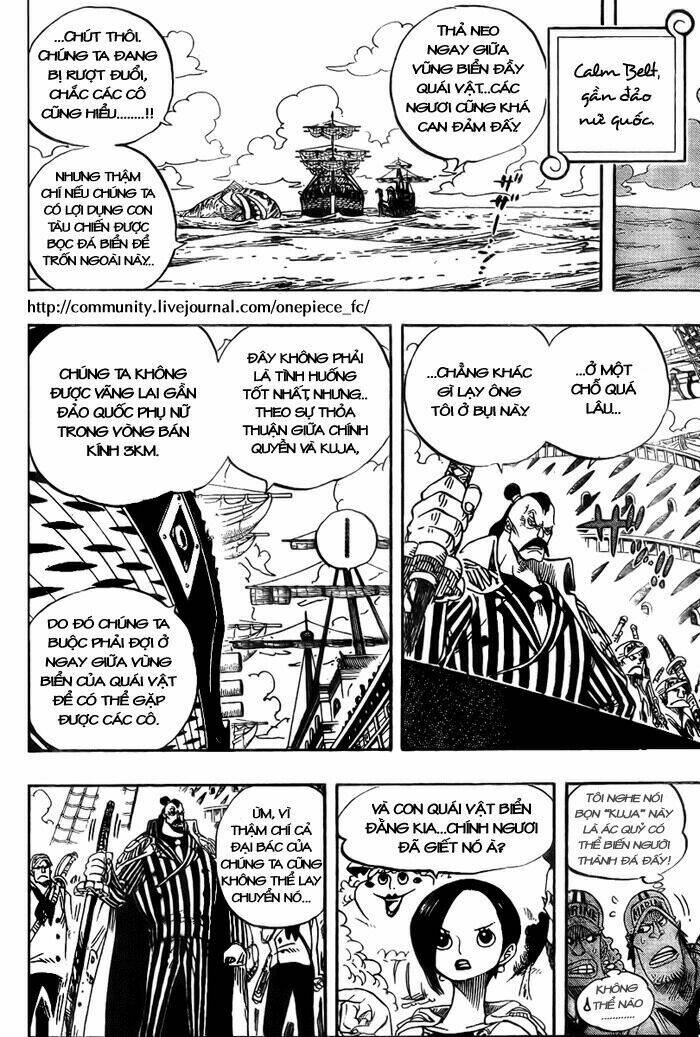 Calm Belt,
gần đảo
nữ quốc.
THẢ NEO
NGAY GIỮA
VŨNG BIỂN ĐẦY
QUÁI VẬT...CÁC
NGƯƠI CŨNG KHÁ
CAN ĐẢM ĐẤY
...CHÚT THÔI.
CHÚNG TA ĐANG
BỊ RƯỢT ĐUỔI,
CHẮC CÁC CÔ
CŨNG HIỂU........!!
NHƯNG THẬM
CHÍ NẾU CHÚNG TA
CÓ LỢI DỤNG CON
TÀU CHIẾN ĐƯỢC
BỌC ĐÁ BIỂN ĐỂ
TRỐN NGOÀI NÀY...
http://community.livejournal.com/onepiece_fc/
...Ở MỘT
CHỖ QUÁ
LÂU...
...CHẲNG KHÁC
GÌ LẠY ÔNG
TÔI Ở BỤI NÀY
ĐÂY KHÔNG PHẢI
LÀ TÌNH HUỐNG
TỐT NHẤT, NHƯNG..
THEO SỰ THỎA
THUẬN GIỮA CHÍNH
QUYỀN VÀ KUJA,
CHÚNG TA KHÔNG
ĐƯỢC VÃNG LAI GẦN
ĐẢO QUỐC PHỤ NỮ
TRONG VÒNG BÁN
KÍNH 3KM.
DO ĐÓ CHÚNG TA
BUỘC PHẢI ĐỢI Ở
NGAY GIỮA VŨNG
BIỂN CỦA QUÁI VẬT
ĐỂ CÓ THỂ GẶP
ĐƯỢC CÁC CÔ.
TÔI NGHE NÓI
BỌN "KUJA" NÀY
LÀ ÁC QUỶ CÓ
THỂ BIẾN NGƯỜI
THÀNH ĐÁ ĐẤY!
MARINE
KHÔNG
THỂ NÀO
............
VÀ CON QUÁI VẬT BIỂN
ĐẰNG KIA...CHÍNH NGƯƠI
ĐÃ GIẾT NÓ À?
ỪM, VÌ
THẬM CHÍ CẢ
ĐẠI BÁC CỦA
CHÚNG TA CŨNG
KHÔNG THỂ LAY
CHUYỂN NÓ...